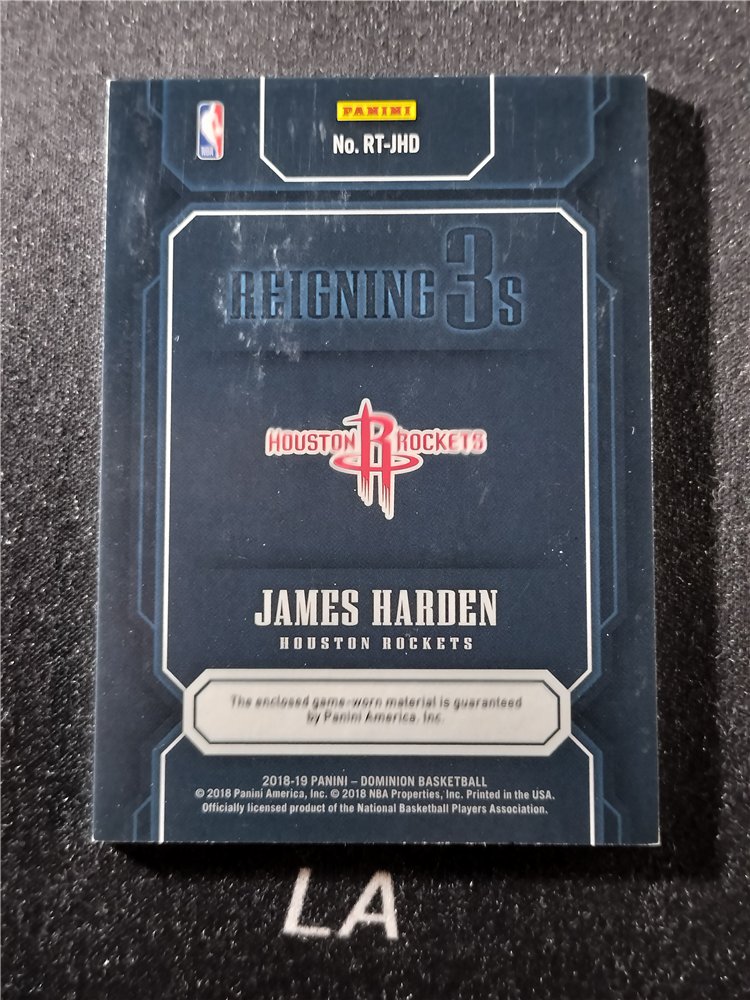 PANINI
No. RT-JHD
REIGNING 3s
HOUSTON R ROCKETS
JAMES HARDEN
HOUSTON ROCKETS
The enclosed game-worn material is guaranteed
by Panini America, Inc.
2018-19 PANINI – DOMINION BASKETBALL
© 2018 Panini America, Inc. © 2018 NBA Properties, Inc. Printed in the USA.
Officially licensed product of the National Basketball Players Association.
LA